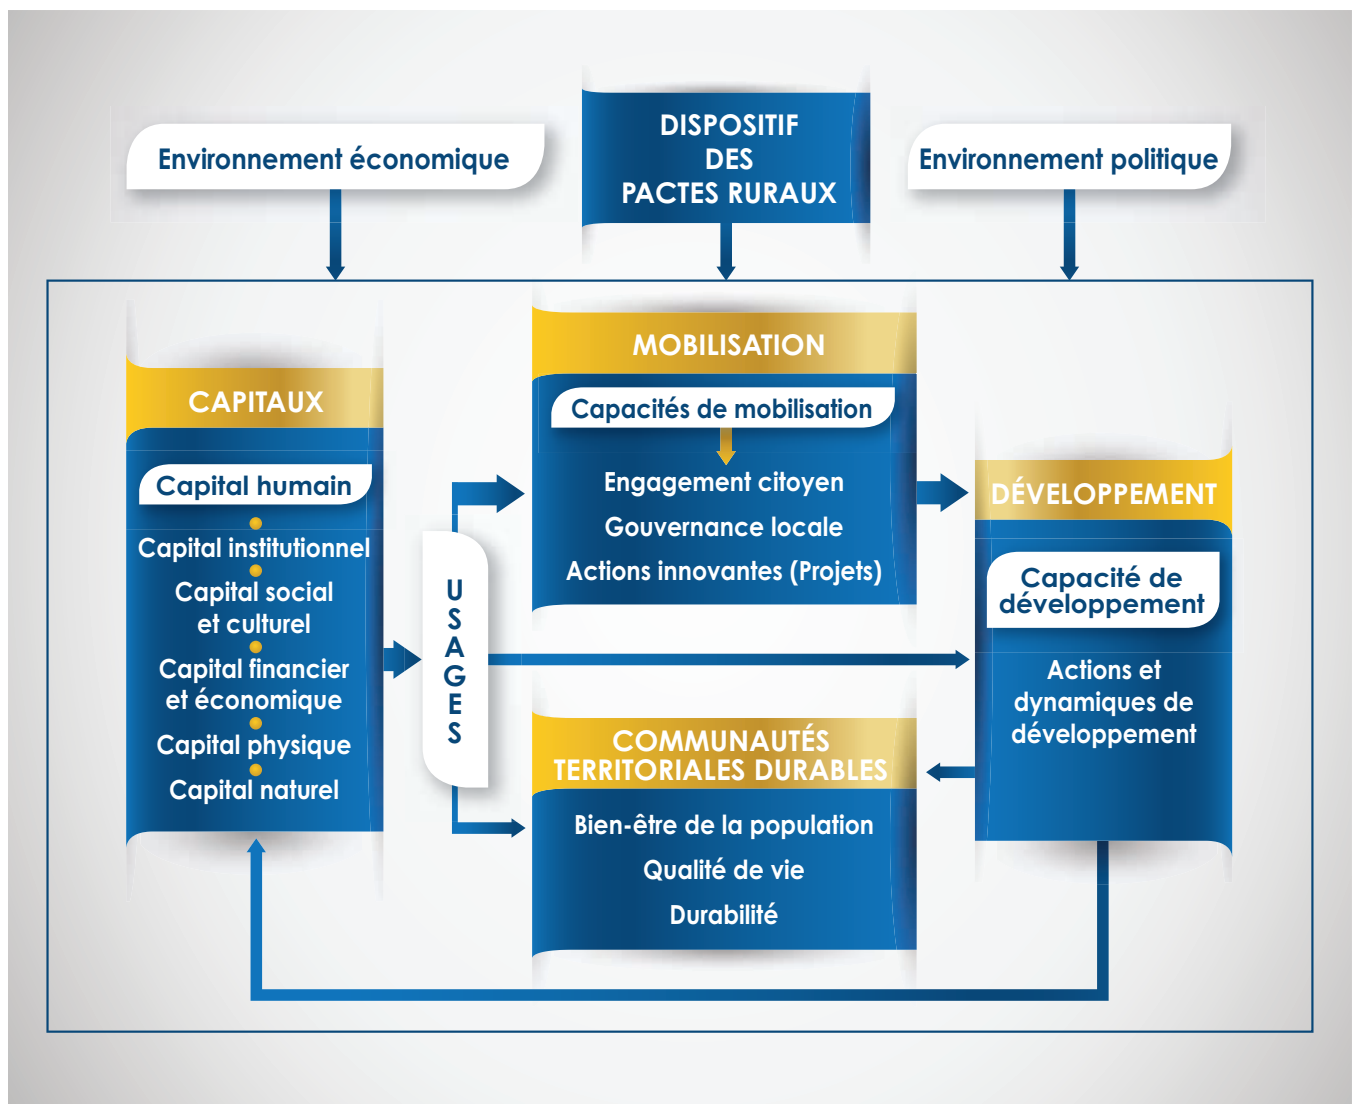 Environnement économique
DISPOSITIF
DES
PACTES RURAUX
Environnement politique
CAPITAUX
Capital humain
Capital institutionnel
Capital social
et culturel
Capital financier
et économique
Capital physique
Capital naturel
USAGES
MOBILISATION
Capacités de mobilisation
Engagement citoyen
Gouvernance locale
Actions innovantes (Projets)
COMMUNAUTÉS
TERRITORIALES DURABLES
Bien-être de la population
Qualité de vie
Durabilité
DÉVELOPPEMENT
Capacité de
développement
Actions et
dynamiques de
développement